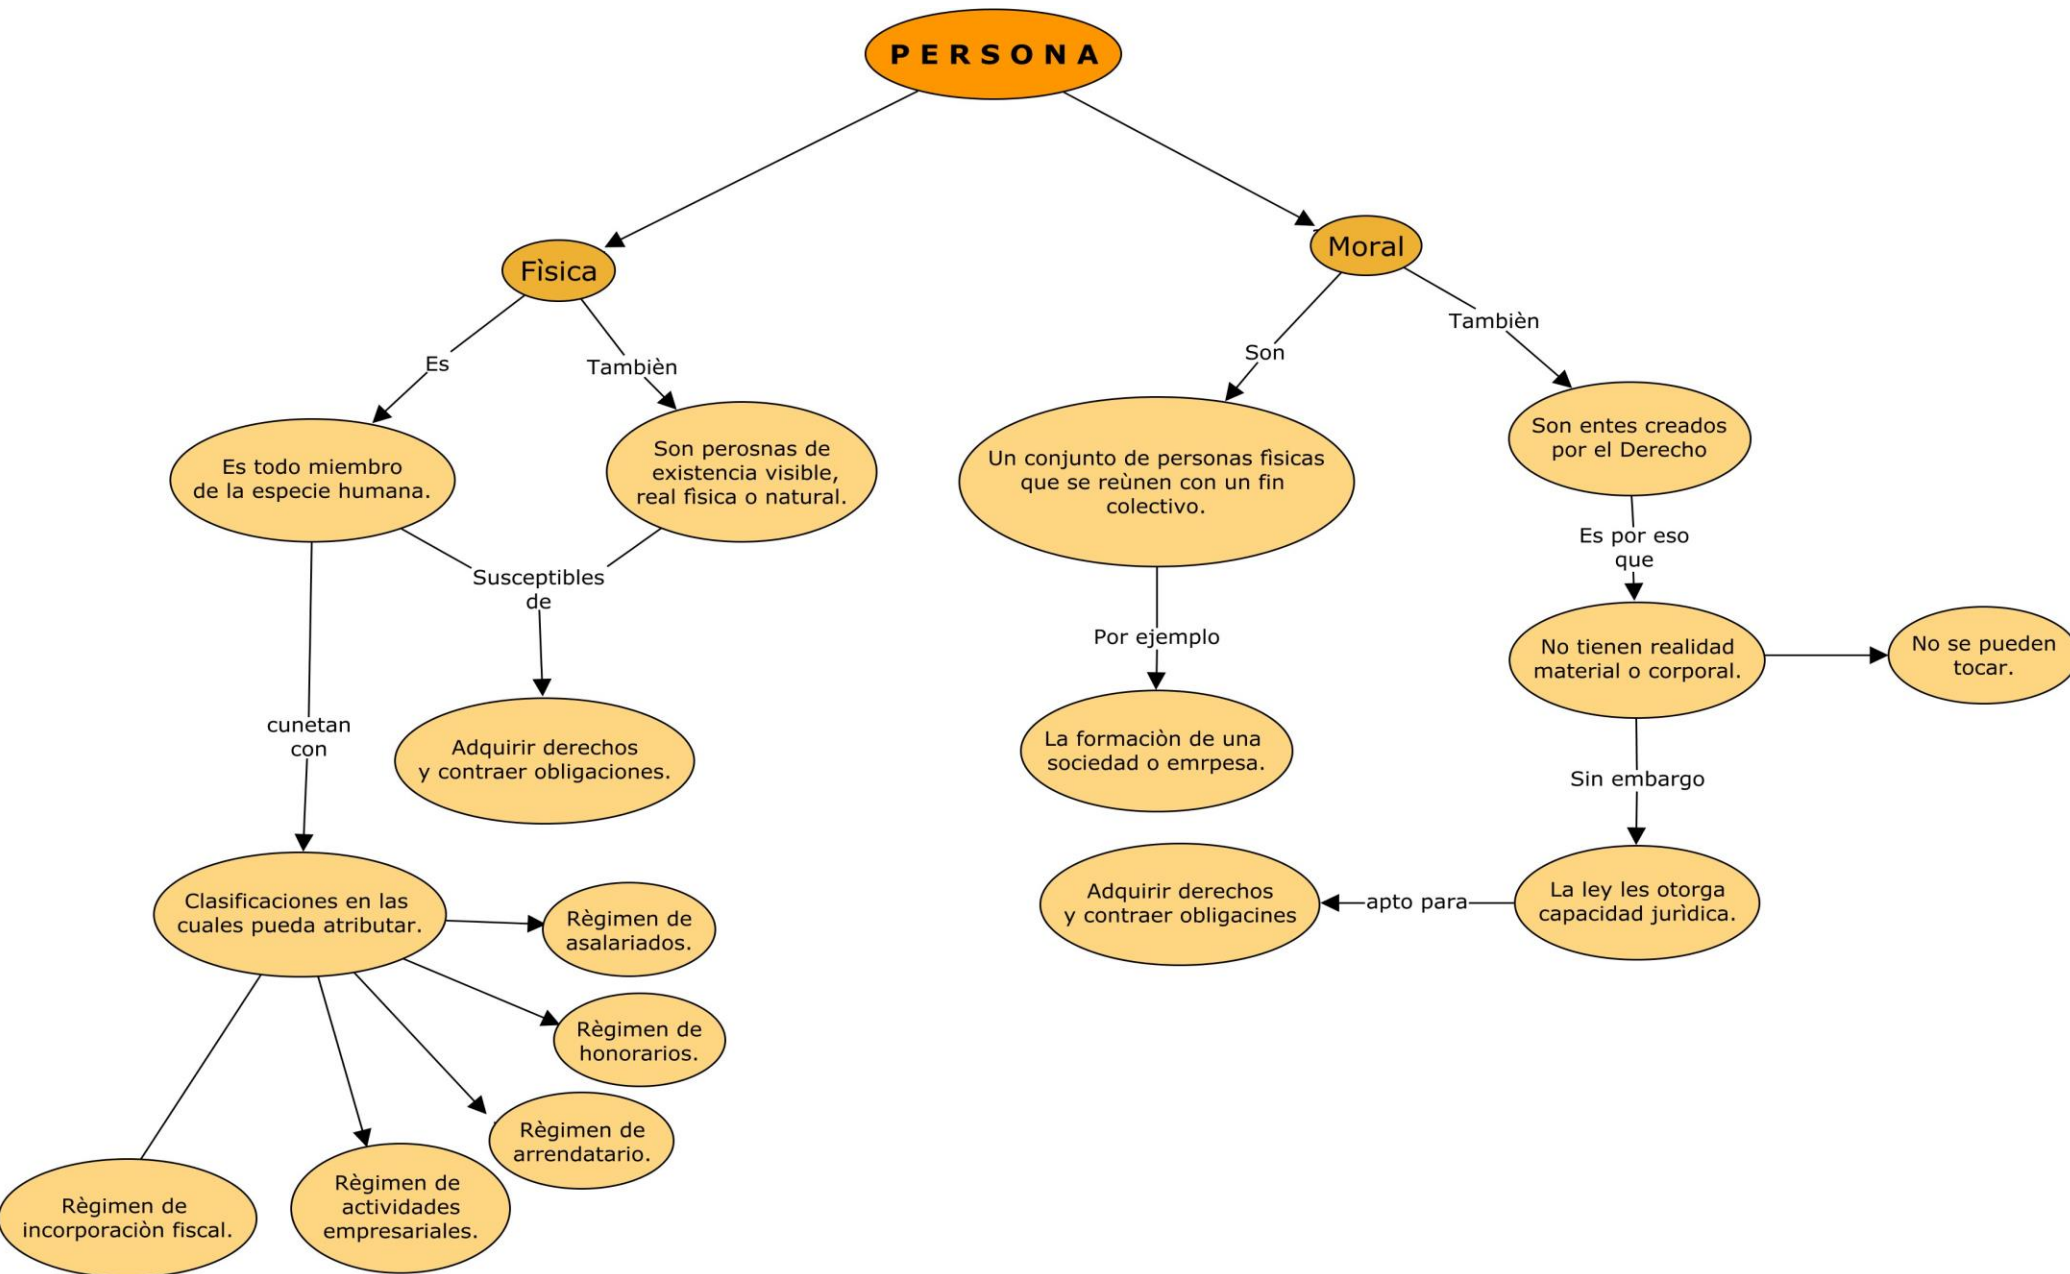 P E R S O N A
Fìsica
Moral
Es
Tambièn
Son
Tambièn
Es todo miembro
de la especie humana.
Son perosnas de
existencia visible,
real fìsica o natural.
Un conjunto de personas fìsicas
que se reùnen con un fin
colectivo.
Son entes creados
por el Derecho
Susceptibles
de
Es por eso
que
cunetan
con
Por ejemplo
No tienen realidad
material o corporal.
No se pueden
tocar.
Adquirir derechos
y contraer obligaciones.
La formaciòn de una
sociedad o emrpesa.
Sin embargo
Clasificaciones en las
cuales pueda atributar.
Règimen de
asalariados.
Adquirir derechos
y contraer obligacines
apto para
La ley les otorga
capacidad jurìdica.
Règimen de
honorarios.
Règimen de
arrendatario.
Règimen de
actividades
empresariales.
Règimen de
incorporaciòn fiscal.